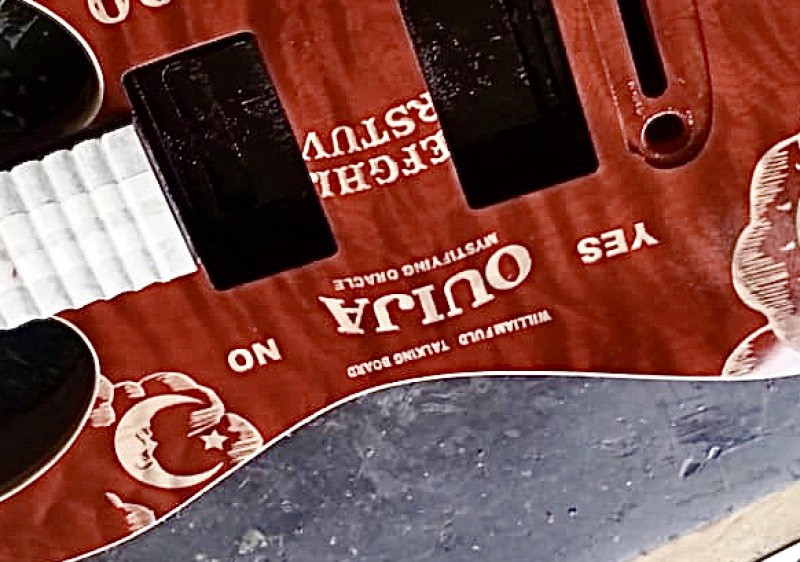 WILLIAM FULD TALKING BOARD
YES OUIJA NO
MYSTIFYING ORACLE
EFGHI
RSTUV